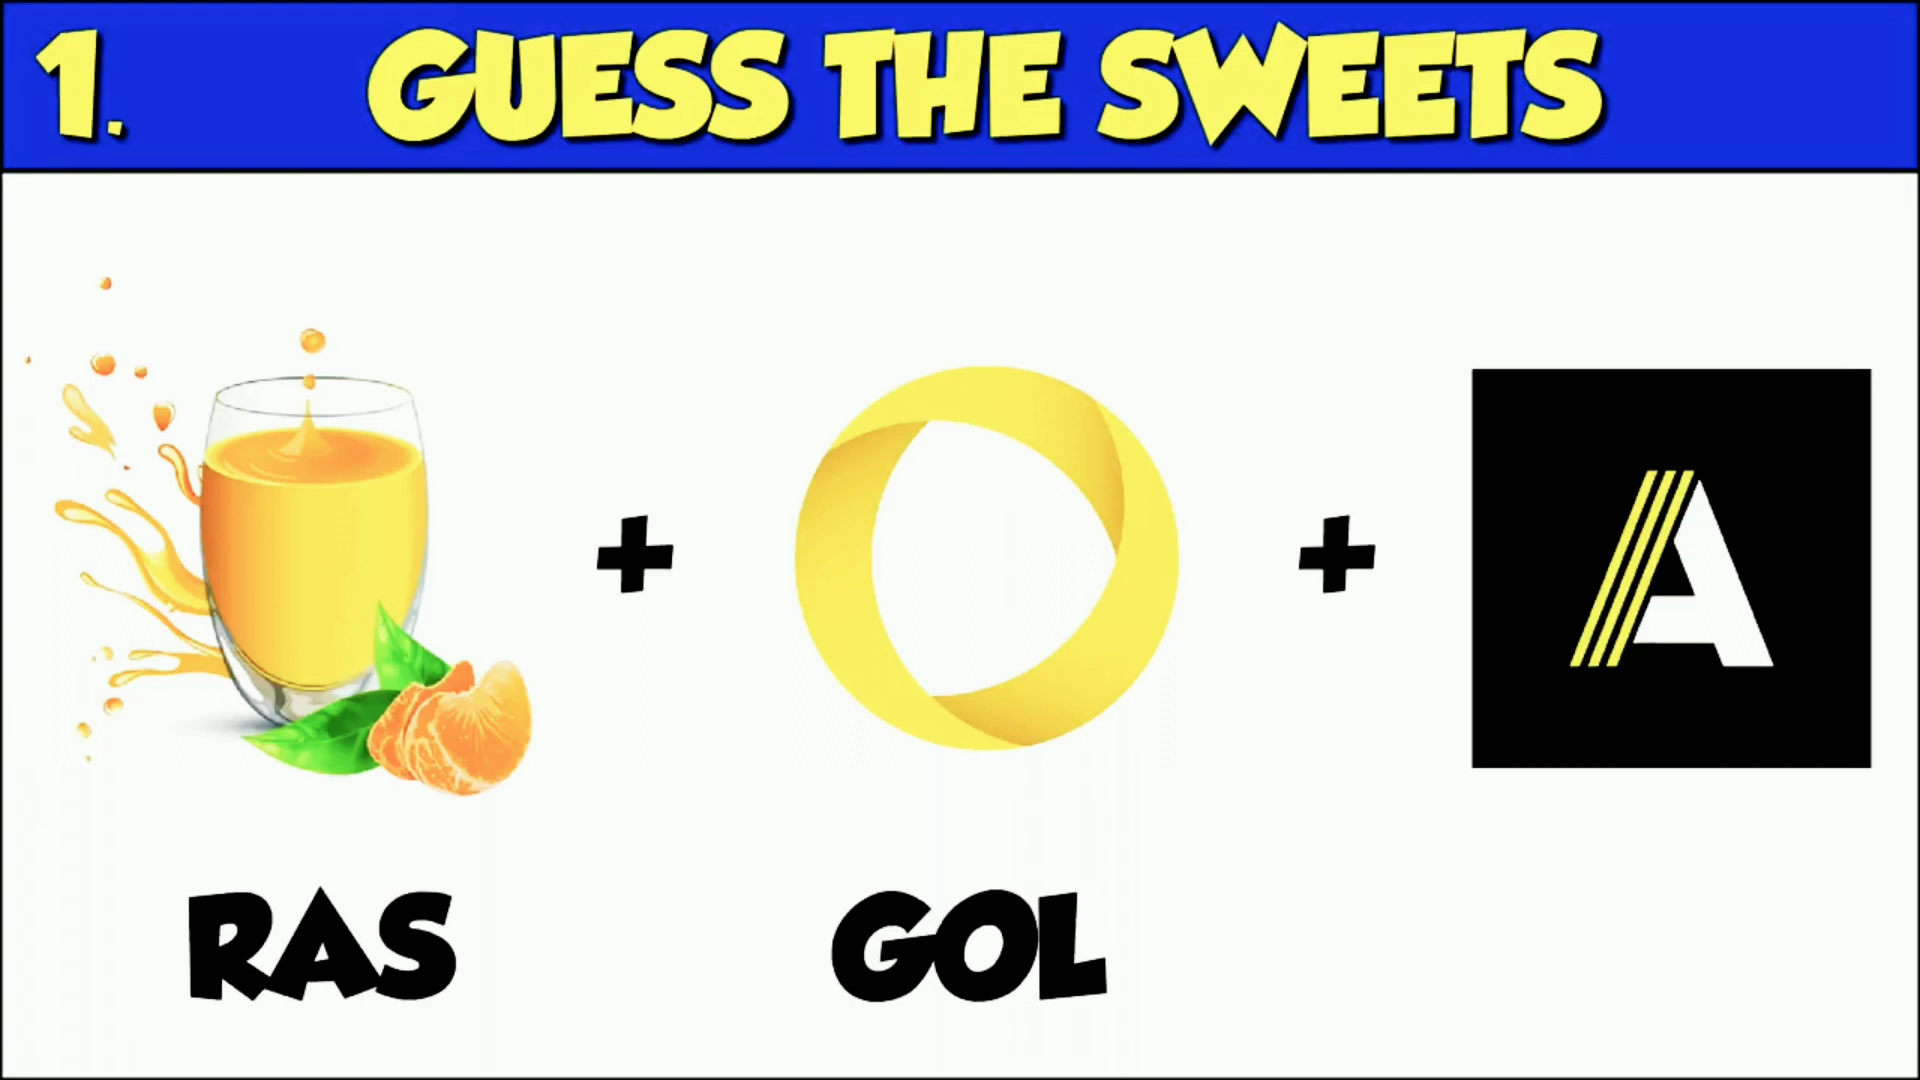 1. GUESS THE SWEETS
+ +
A
RAS GOL